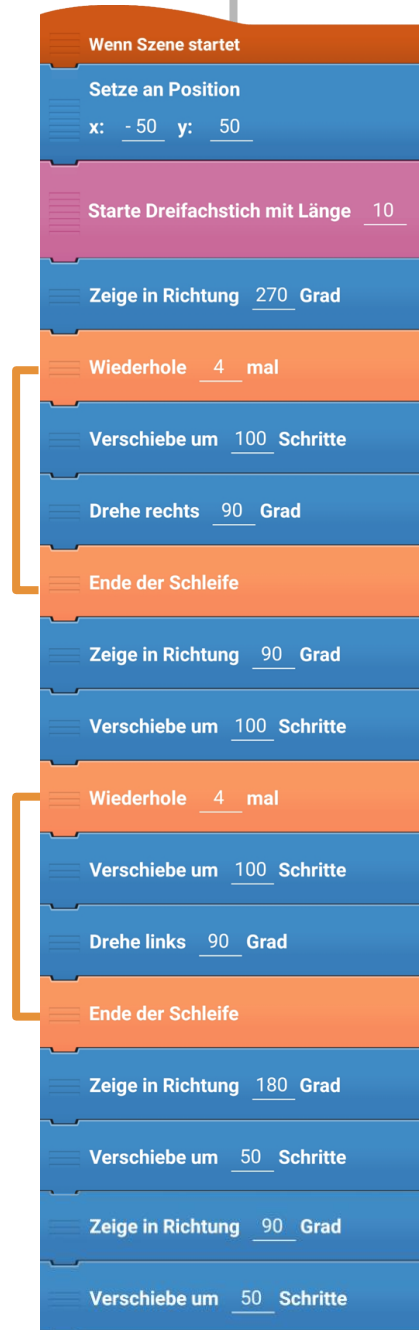 Wenn Szene startet
Setze an Position
x: - 50 y: 50
Starte Dreifachstich mit Länge 10
Zeige in Richtung 270 Grad
Wiederhole 4 mal
Verschiebe um 100 Schritte
Drehe rechts 90 Grad
Ende der Schleife
Zeige in Richtung 90 Grad
Verschiebe um 100 Schritte
Wiederhole 4 mal
Verschiebe um 100 Schritte
Drehe links 90 Grad
Ende der Schleife
Zeige in Richtung 180 Grad
Verschiebe um 50 Schritte
Zeige in Richtung 90 Grad
Verschiebe um 50 Schritte